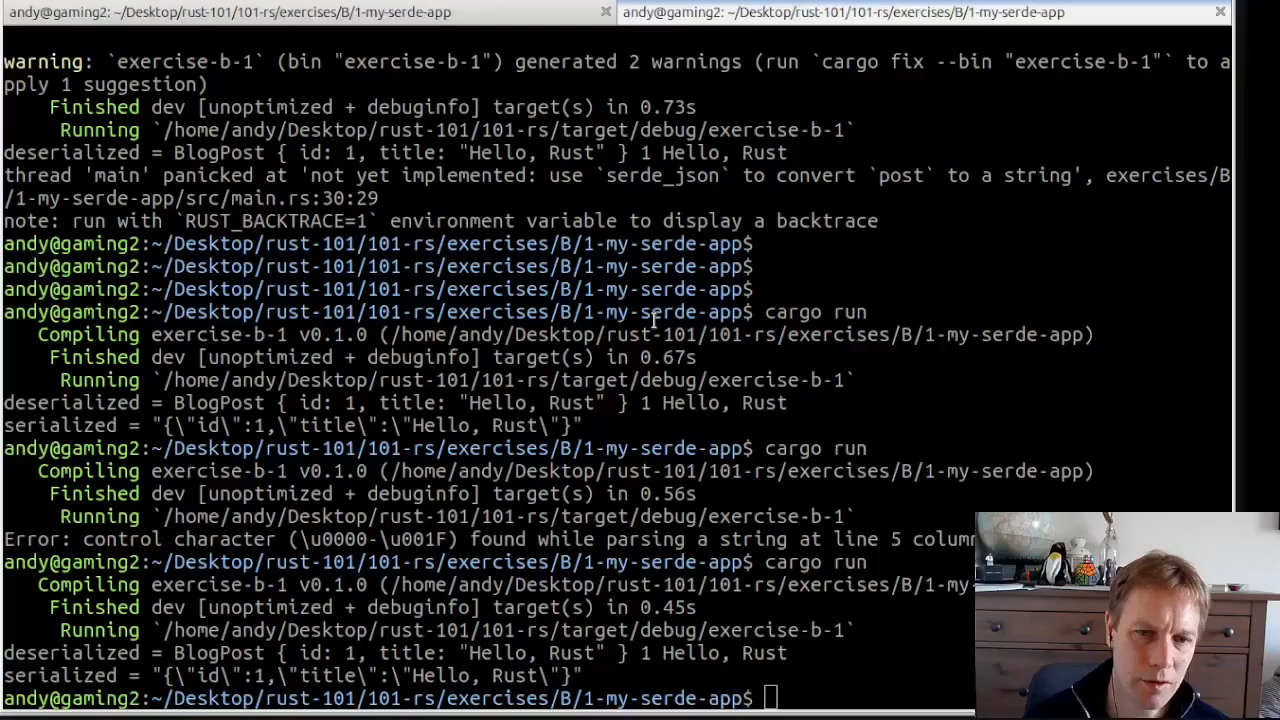 andy@gaming2: ~/Desktop/rust-101/101-rs/exercises/B/1-my-serde-app
andy@gaming2: ~/Desktop/rust-101/101-rs/exercises/B/1-my-serde-app
warning: `exercise-b-1` (bin "exercise-b-1") generated 2 warnings (run `cargo fix --bin "exercise-b-1"` to a
pply 1 suggestion)
Finished dev [unoptimized + debuginfo] target(s) in 0.73s
Running `/home/andy/Desktop/rust-101/101-rs/target/debug/exercise-b-1`
deserialized = BlogPost { id: 1, title: "Hello, Rust" } 1 Hello, Rust
thread 'main' panicked at 'not yet implemented: use `serde_json` to convert `post` to a string', exercises/B
/1-my-serde-app/src/main.rs:30:29
note: run with `RUST_BACKTRACE=1` environment variable to display a backtrace
andy@gaming2:~/Desktop/rust-101/101-rs/exercises/B/1-my-serde-app$
andy@gaming2:~/Desktop/rust-101/101-rs/exercises/B/1-my-serde-app$
andy@gaming2:~/Desktop/rust-101/101-rs/exercises/B/1-my-serde-app$
andy@gaming2:~/Desktop/rust-101/101-rs/exercises/B/1-my-serde-app$ cargo run
Compiling exercise-b-1 v0.1.0 (/home/andy/Desktop/rust-101/101-rs/exercises/B/1-my-serde-app)
Finished dev [unoptimized + debuginfo] target(s) in 0.67s
Running `/home/andy/Desktop/rust-101/101-rs/target/debug/exercise-b-1`
deserialized = BlogPost { id: 1, title: "Hello, Rust" } 1 Hello, Rust
serialized = "{\"id\":1,\"title\":\"Hello, Rust\"}"
andy@gaming2:~/Desktop/rust-101/101-rs/exercises/B/1-my-serde-app$ cargo run
Compiling exercise-b-1 v0.1.0 (/home/andy/Desktop/rust-101/101-rs/exercises/B/1-my-serde-app)
Finished dev [unoptimized + debuginfo] target(s) in 0.56s
Running `/home/andy/Desktop/rust-101/101-rs/target/debug/exercise-b-1`
Error: control character (\u0000-\u001F) found while parsing a string at line 5 colum
andy@gaming2:~/Desktop/rust-101/101-rs/exercises/B/1-my-serde-app$ cargo run
Compiling exercise-b-1 v0.1.0 (/home/andy/Desktop/rust-101/101-rs/exercises/B/1-my
Finished dev [unoptimized + debuginfo] target(s) in 0.45s
Running `/home/andy/Desktop/rust-101/101-rs/target/debug/exercise-b-1`
deserialized = BlogPost { id: 1, title: "Hello, Rust" } 1 Hello, Rust
serialized = "{\"id\":1,\"title\":\"Hello, Rust\"}"
andy@gaming2:~/Desktop/rust-101/101-rs/exercises/B/1-my-serde-app$